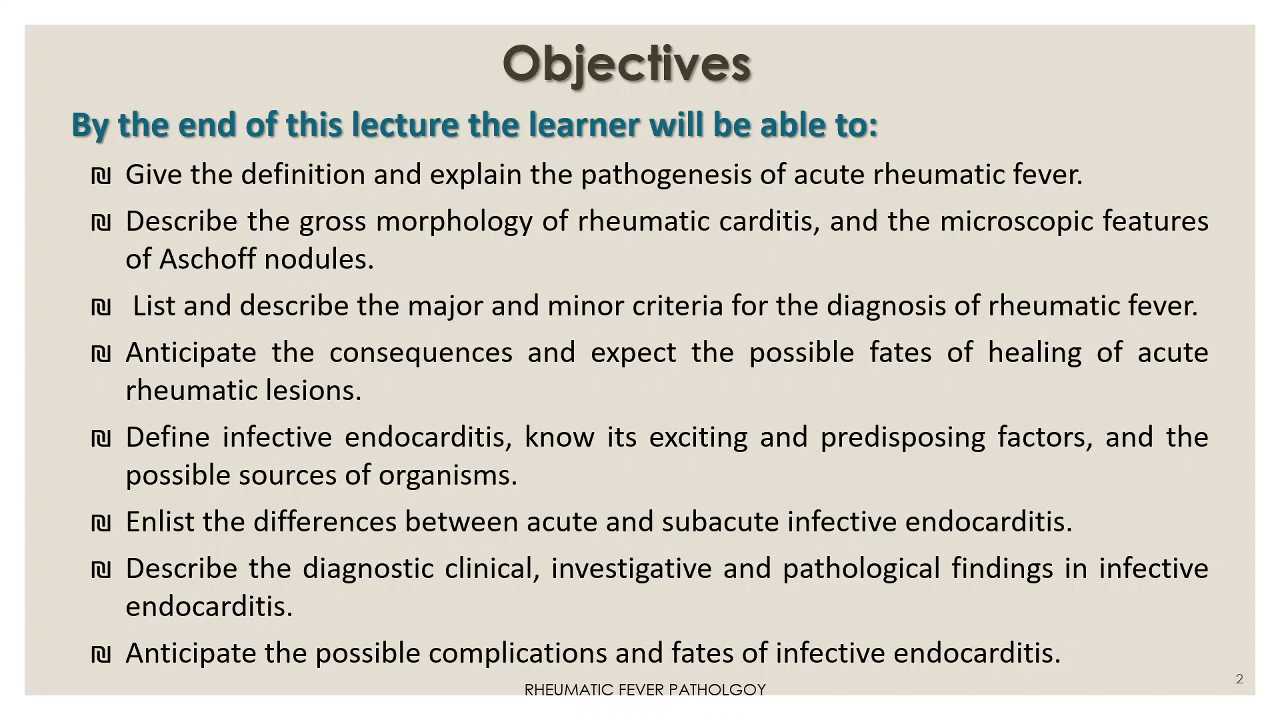 Objectives
By the end of this lecture the learner will be able to:
₪ Give the definition and explain the pathogenesis of acute rheumatic fever.
₪ Describe the gross morphology of rheumatic carditis, and the microscopic features
of Aschoff nodules.
₪ List and describe the major and minor criteria for the diagnosis of rheumatic fever.
₪ Anticipate the consequences and expect the possible fates of healing of acute
rheumatic lesions.
₪ Define infective endocarditis, know its exciting and predisposing factors, and the
possible sources of organisms.
₪ Enlist the differences between acute and subacute infective endocarditis.
₪ Describe the diagnostic clinical, investigative and pathological findings in infective
endocarditis.
₪ Anticipate the possible complications and fates of infective endocarditis.
2
RHEUMATIC FEVER PATHOLGOY